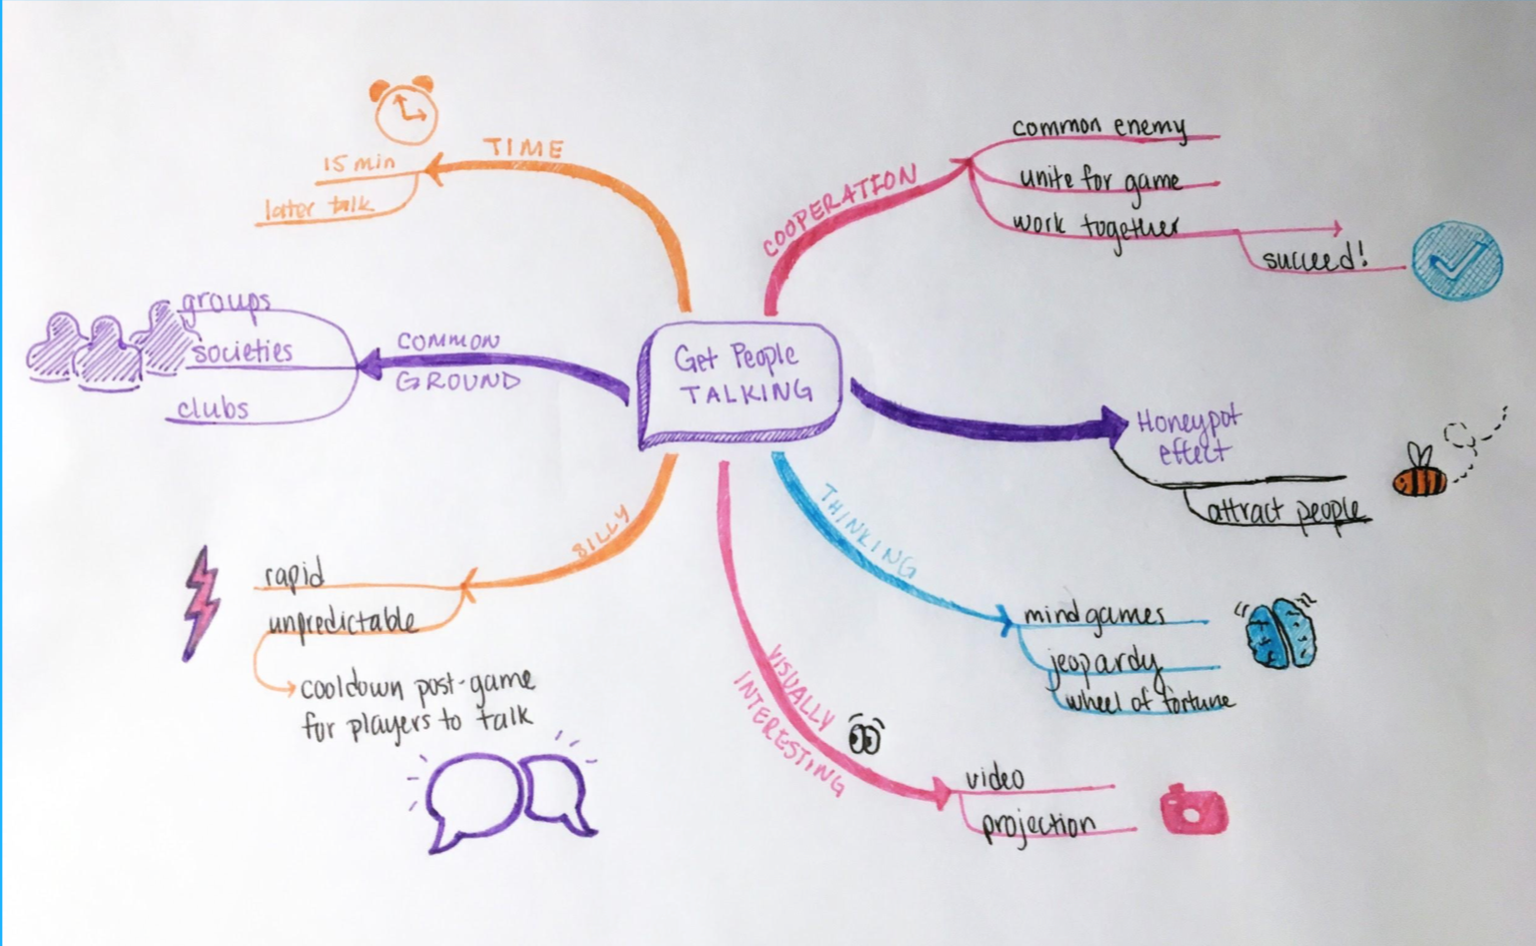 Get People
TALKING
TIME
15 min
later talk
COOPERATION
common enemy
unite for game
work together
succeed!
COMMON
GROUND
groups
societies
clubs
Honeypot
effect
attract people
SILLY
rapid
unpredictable
cooldown post-game
for players to talk
THINKING
mind games
jeopardy
wheel of fortune
VISUALLY
INTERESTING
video
projection